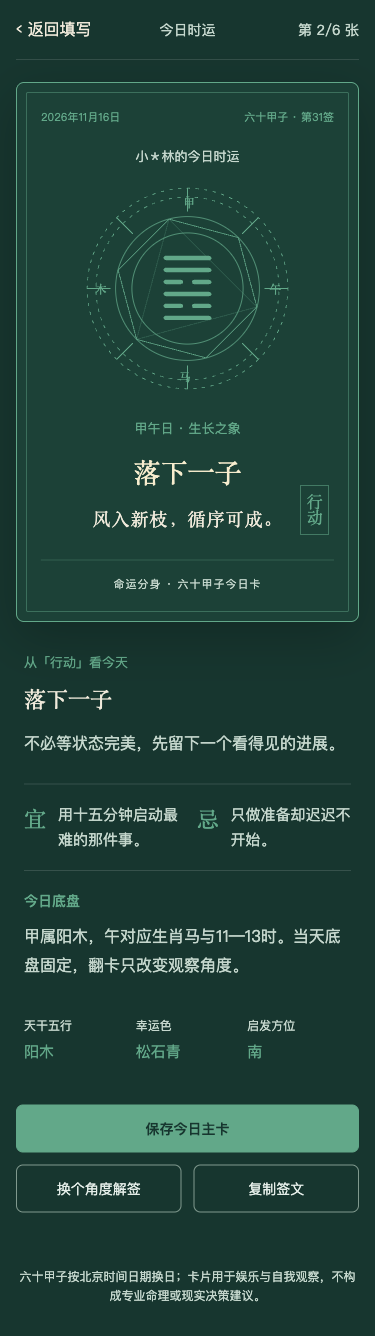 < 返回填写
今日时运
第 2/6 张
2026年11月16日
六十甲子 · 第31签
小*林的今日时运
甲
木
午
马
甲午日 · 生长之象
落下一子
风入新枝，循序可成。
行动
命运分身 · 六十甲子今日卡
从「行动」看今天
落下一子
不必等状态完美，先留下一个看得见的进展。
宜
用十五分钟启动最
难的那件事。
忌
只做准备却迟迟不
开始。
今日底盘
甲属阳木，午对应生肖马与11—13时。当天底
盘固定，翻卡只改变观察角度。
天干五行
幸运色
启发方位
阳木
松石青
南
保存今日主卡
换个角度解签
复制签文
六十甲子按北京时间日期换日；卡片用于娱乐与自我观察，不构
成专业命理或现实决策建议。